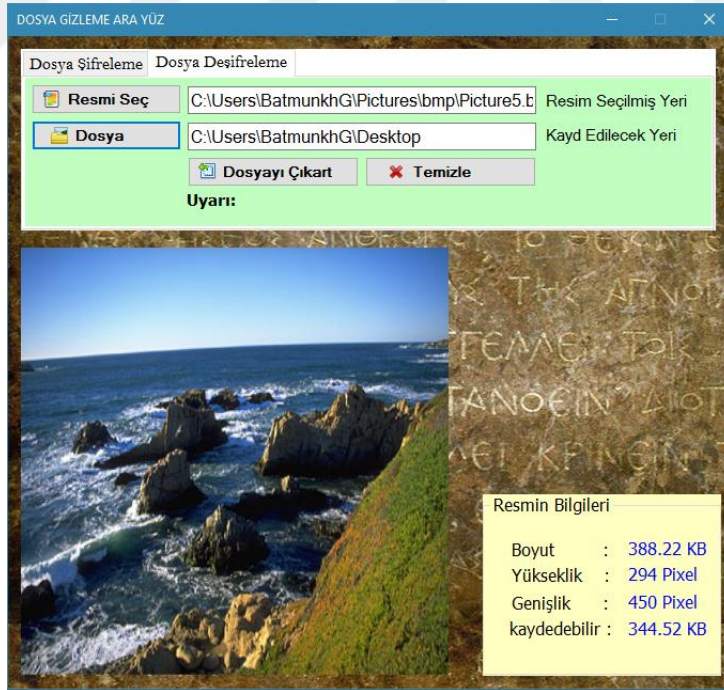 DOSYA GİZLEME ARA YÜZ
Dosya Şifreleme Dosya Deşifreleme
Resmi Seç C:\Users\BatmunkhG\Pictures\bmp\Picture5.b Resim Seçilmiş Yeri
Dosya C:\Users\BatmunkhG\Desktop Kayd Edilecek Yeri
Dosyayı Çıkart Temizle
Uyarı:
Resmin Bilgileri
Boyut : 388.22 KB
Yükseklik : 294 Pixel
Genişlik : 450 Pixel
kaydedebilir : 344.52 KB